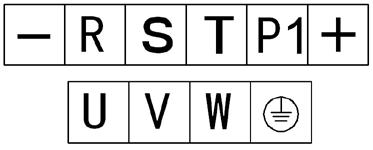 − R S T P1 +
U V W ⏚